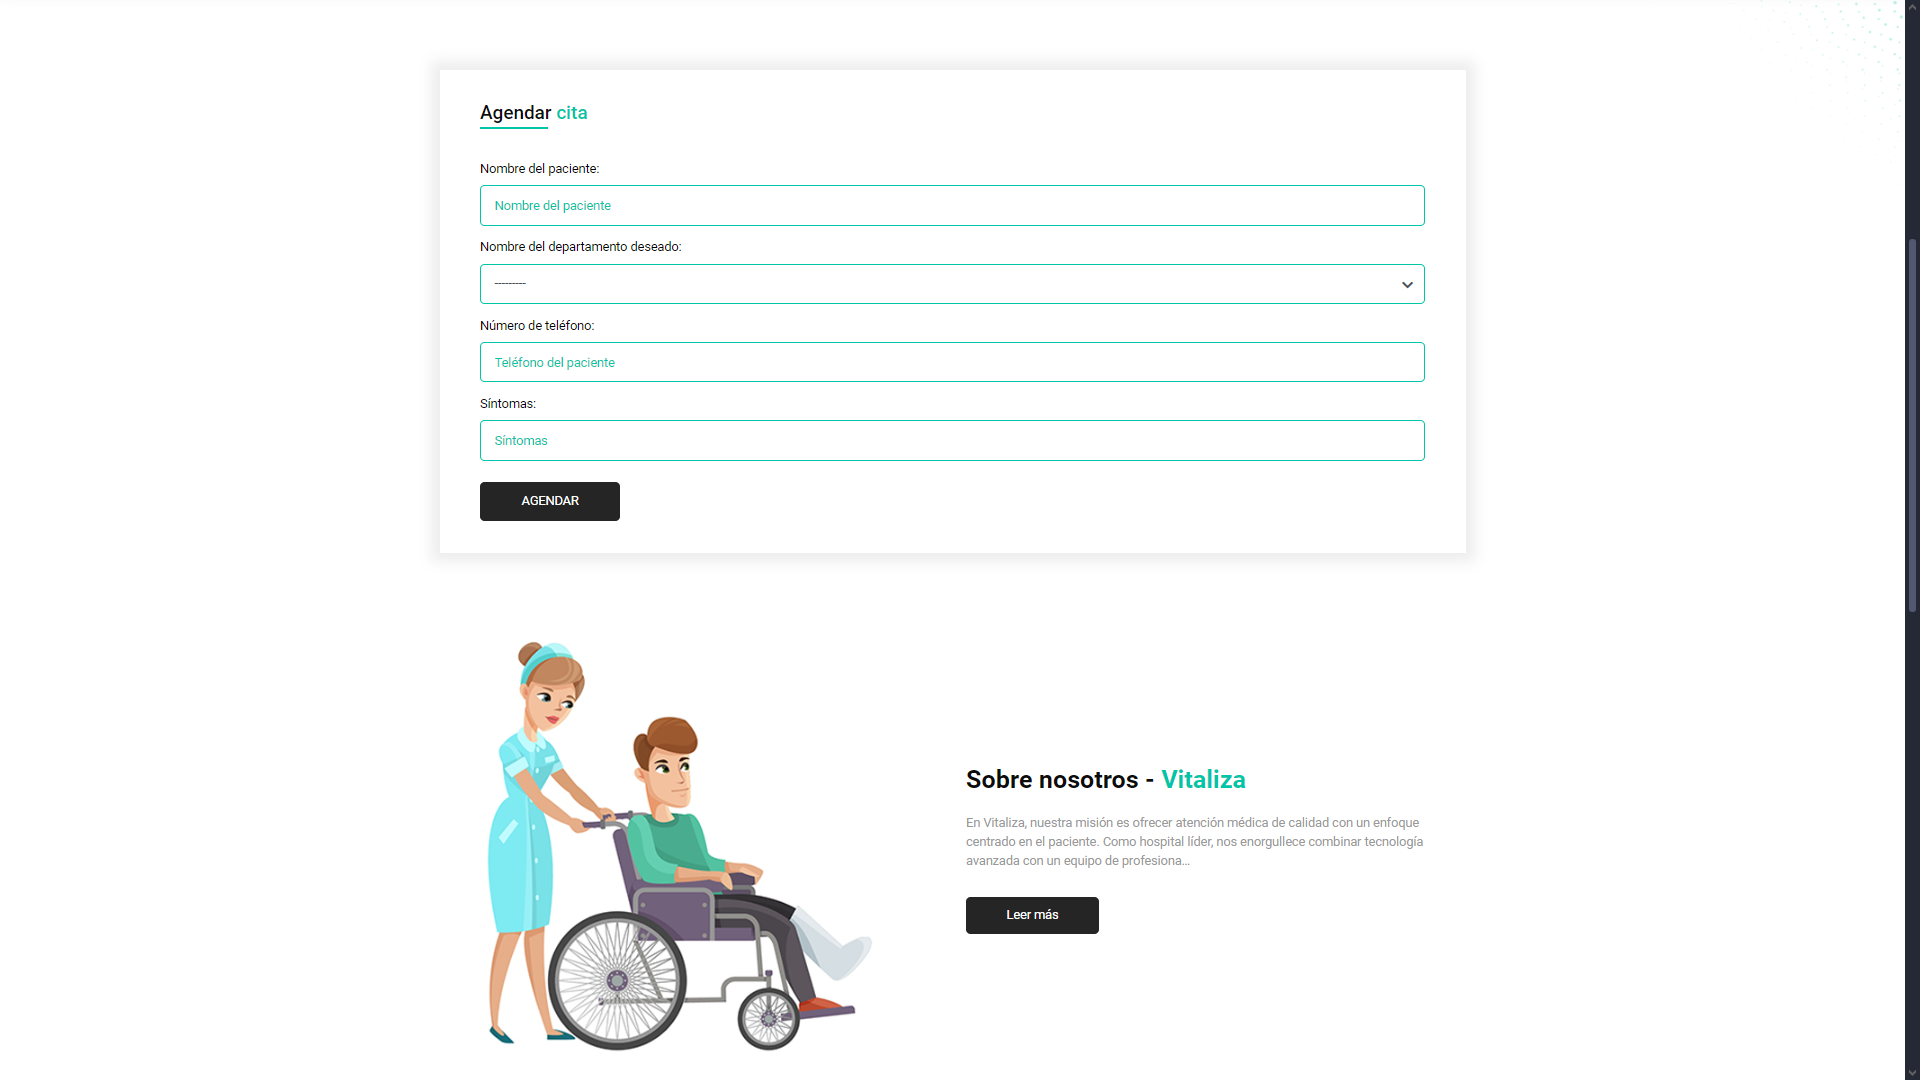 Agendar cita
Nombre del paciente:
Nombre del paciente
Nombre del departamento deseado:
---------
Número de teléfono:
Teléfono del paciente
Síntomas:
Síntomas
AGENDAR
Sobre nosotros - Vitaliza
En Vitaliza, nuestra misión es ofrecer atención médica de calidad con un enfoque
centrado en el paciente. Como hospital líder, nos enorgullece combinar tecnología
avanzada con un equipo de profesiona…
Leer más